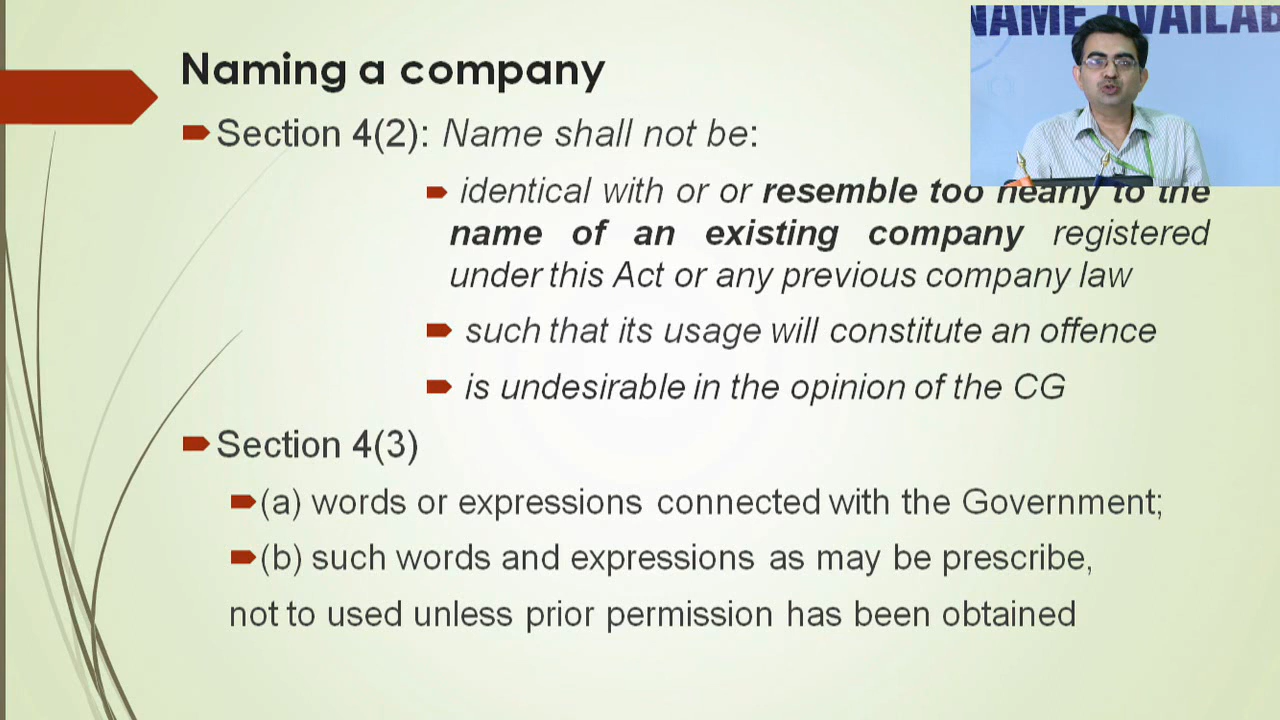 NAME AVAILAB
Naming a company
Section 4(2): Name shall not be:
identical with or or resemble too nearly to the
name of an existing company registered
under this Act or any previous company law
such that its usage will constitute an offence
is undesirable in the opinion of the CG
Section 4(3)
(a) words or expressions connected with the Government;
(b) such words and expressions as may be prescribe,
not to used unless prior permission has been obtained